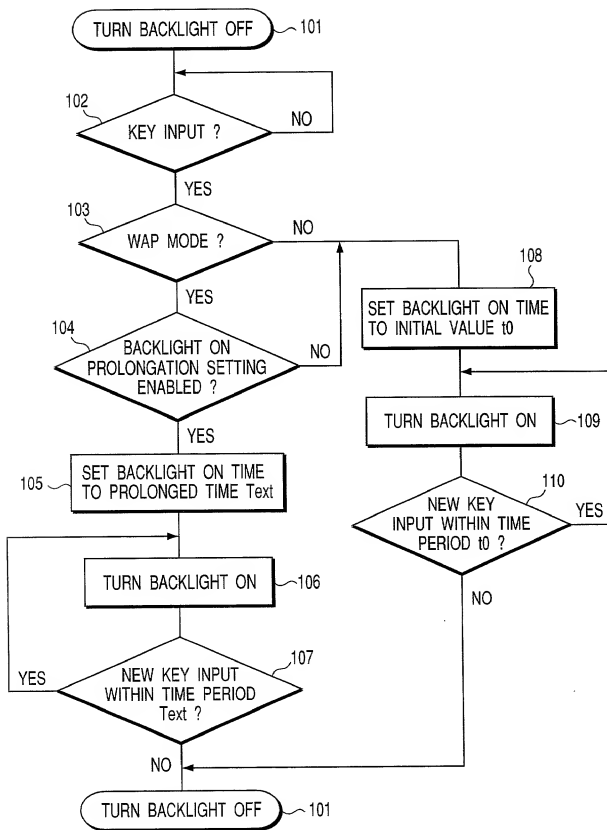 TURN BACKLIGHT OFF
101
102
KEY INPUT ?
NO
YES
103
WAP MODE ?
NO
YES
104
BACKLIGHT ON
PROLONGATION SETTING
ENABLED ?
NO
YES
105
SET BACKLIGHT ON TIME
TO PROLONGED TIME Text
TURN BACKLIGHT ON
106
107
NEW KEY INPUT
WITHIN TIME PERIOD
Text ?
YES
NO
108
SET BACKLIGHT ON TIME
TO INITIAL VALUE t0
TURN BACKLIGHT ON
109
110
NEW KEY
INPUT WITHIN TIME
PERIOD t0 ?
YES
NO
TURN BACKLIGHT OFF
101